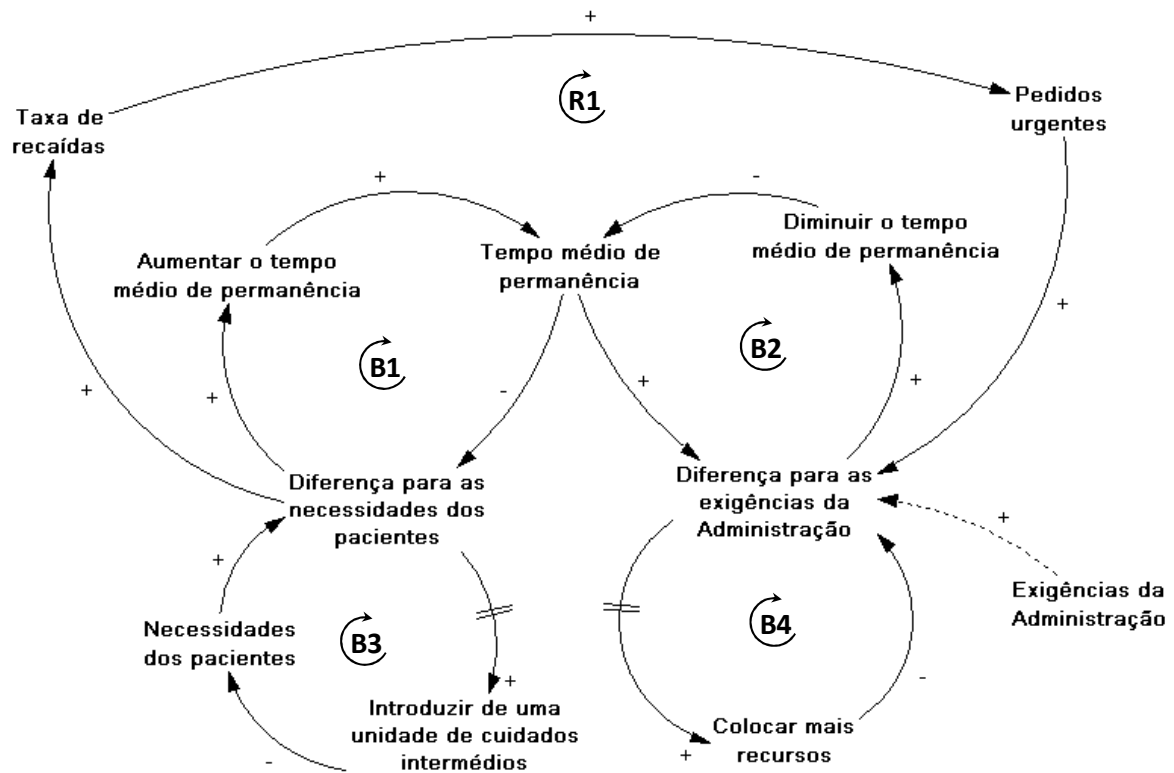 +
R1
Taxa de
recaídas
Pedidos
urgentes
+
-
Aumentar o tempo
médio de permanência
Tempo médio de
permanência
Diminuir o tempo
médio de permanência
+
B1
B2
+
+
-
+
+
Diferença para as
necessidades dos
pacientes
Diferença para as
exigências da
Administração
+
+
Necessidades
dos pacientes
B3
B4
Exigências da
Administração
+
-
Introduzir de uma
unidade de cuidados
intermédios
-
+
Colocar mais
recursos